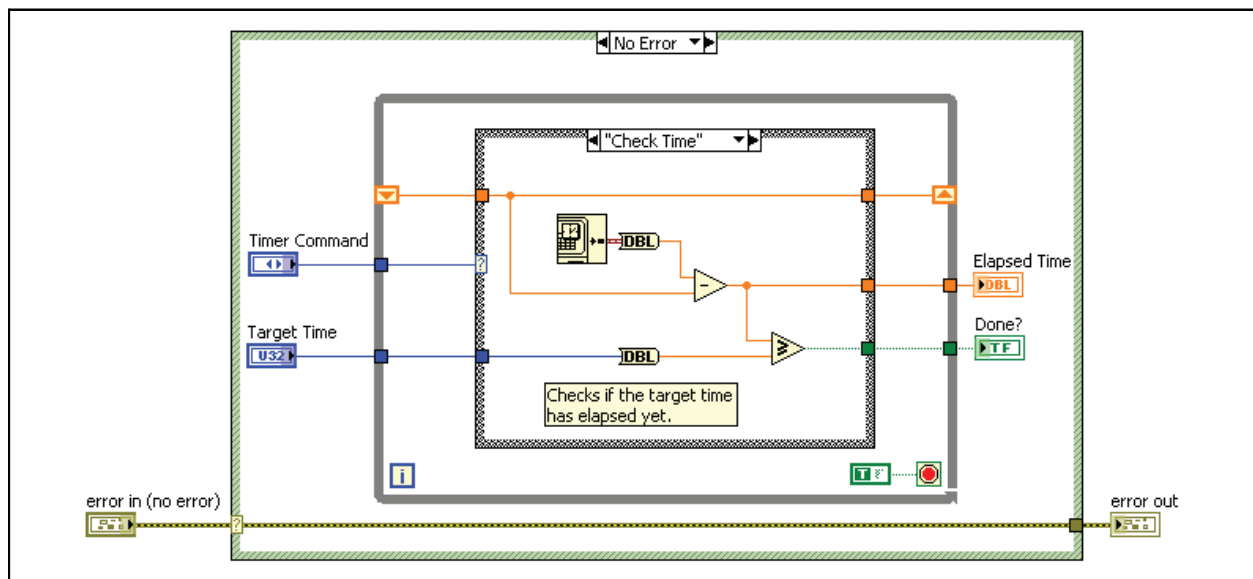 No Error
"Check Time"
Timer Command
DBL
Elapsed Time
DBL
Target Time
Done?
U32
DBL
TF
Checks if the target time
has elapsed yet.
i
T
error in (no error)
error out
?
?